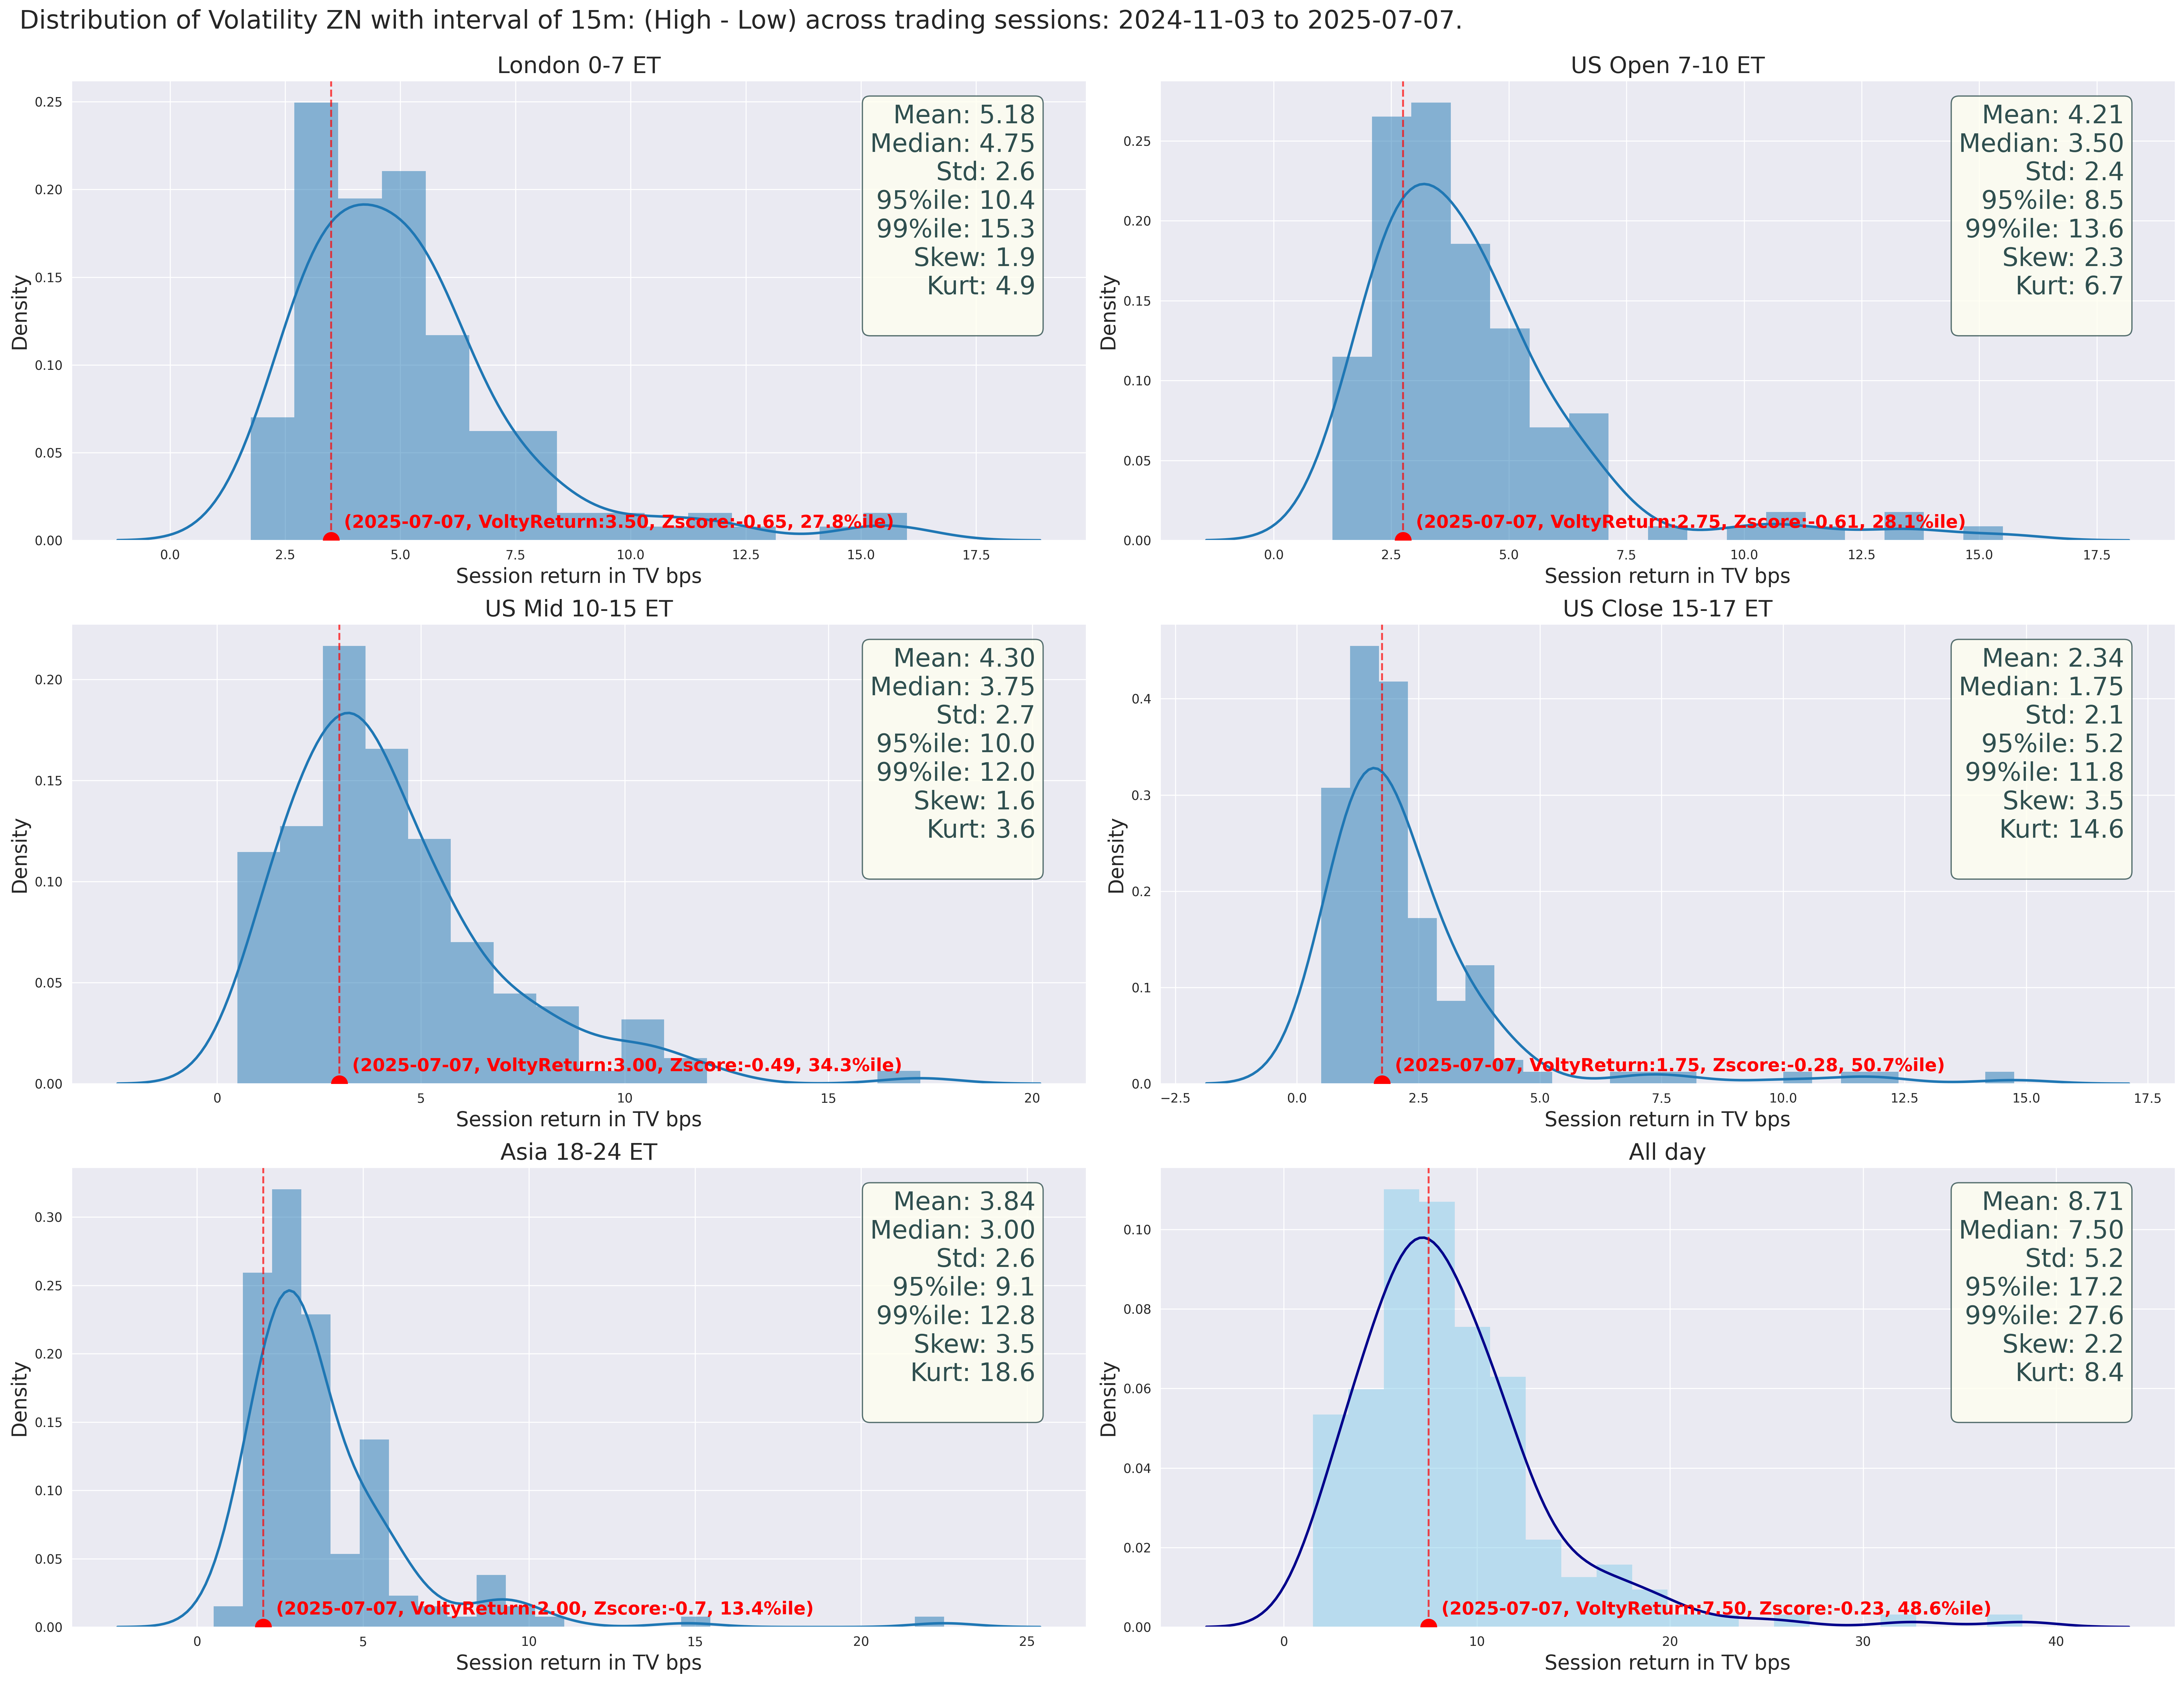 Distribution of Volatility ZN with interval of 15m: (High - Low) across trading sessions: 2024-11-03 to 2025-07-07.
London 0-7 ET
Density
0.25
0.20
0.15
0.10
0.05
0.00
Mean: 5.18
Median: 4.75
Std: 2.6
95%ile: 10.4
99%ile: 15.3
Skew: 1.9
Kurt: 4.9
(2025-07-07, VoltyReturn:3.50, Zscore:-0.65, 27.8%ile)
0.0 2.5 5.0 7.5 10.0 12.5 15.0 17.5
Session return in TV bps
US Open 7-10 ET
Density
0.25
0.20
0.15
0.10
0.05
0.00
Mean: 4.21
Median: 3.50
Std: 2.4
95%ile: 8.5
99%ile: 13.6
Skew: 2.3
Kurt: 6.7
(2025-07-07, VoltyReturn:2.75, Zscore:-0.61, 28.1%ile)
0.0 2.5 5.0 7.5 10.0 12.5 15.0 17.5
Session return in TV bps
US Mid 10-15 ET
Density
0.20
0.15
0.10
0.05
0.00
Mean: 4.30
Median: 3.75
Std: 2.7
95%ile: 10.0
99%ile: 12.0
Skew: 1.6
Kurt: 3.6
(2025-07-07, VoltyReturn:3.00, Zscore:-0.49, 34.3%ile)
0 5 10 15 20
Session return in TV bps
US Close 15-17 ET
Density
0.4
0.3
0.2
0.1
0.0
Mean: 2.34
Median: 1.75
Std: 2.1
95%ile: 5.2
99%ile: 11.8
Skew: 3.5
Kurt: 14.6
(2025-07-07, VoltyReturn:1.75, Zscore:-0.28, 50.7%ile)
−2.5 0.0 2.5 5.0 7.5 10.0 12.5 15.0 17.5
Session return in TV bps
Asia 18-24 ET
Density
0.30
0.25
0.20
0.15
0.10
0.05
0.00
Mean: 3.84
Median: 3.00
Std: 2.6
95%ile: 9.1
99%ile: 12.8
Skew: 3.5
Kurt: 18.6
(2025-07-07, VoltyReturn:2.00, Zscore:-0.7, 13.4%ile)
0 5 10 15 20 25
Session return in TV bps
All day
Density
0.10
0.08
0.06
0.04
0.02
0.00
Mean: 8.71
Median: 7.50
Std: 5.2
95%ile: 17.2
99%ile: 27.6
Skew: 2.2
Kurt: 8.4
(2025-07-07, VoltyReturn:7.50, Zscore:-0.23, 48.6%ile)
0 10 20 30 40
Session return in TV bps